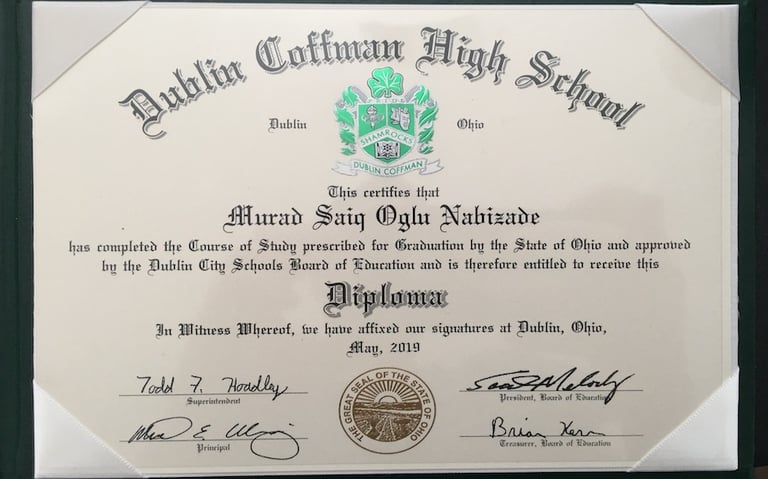 Dublin Coffman High School
Dublin Ohio
PRIDE
SHAMROCKS
DUBLIN COFFMAN
This certifies that
Murad Saiq Oglu Nabizade
has completed the Course of Study prescribed for Graduation by the State of Ohio and approved
by the Dublin City Schools Board of Education and is therefore entitled to receive this
Diploma
In Witness Whereof, we have affixed our signatures at Dublin, Ohio,
May, 2019
Todd F. Hoadley
Superintendent
President, Board of Education
THE GREAT SEAL OF THE STATE OF OHIO
Principal
Brian Kern
Treasurer, Board of Education